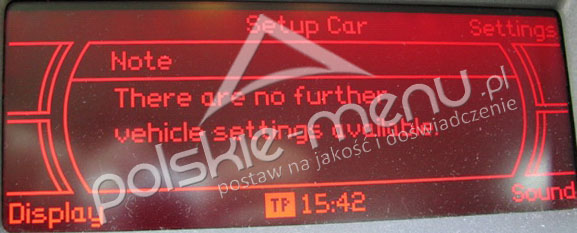 Setup Car
Settings
Note
There are no further
vehicle settings available.
polskie-menu.pl
postaw na jakość i doświadczenie
Display
TP 15:42
Sound